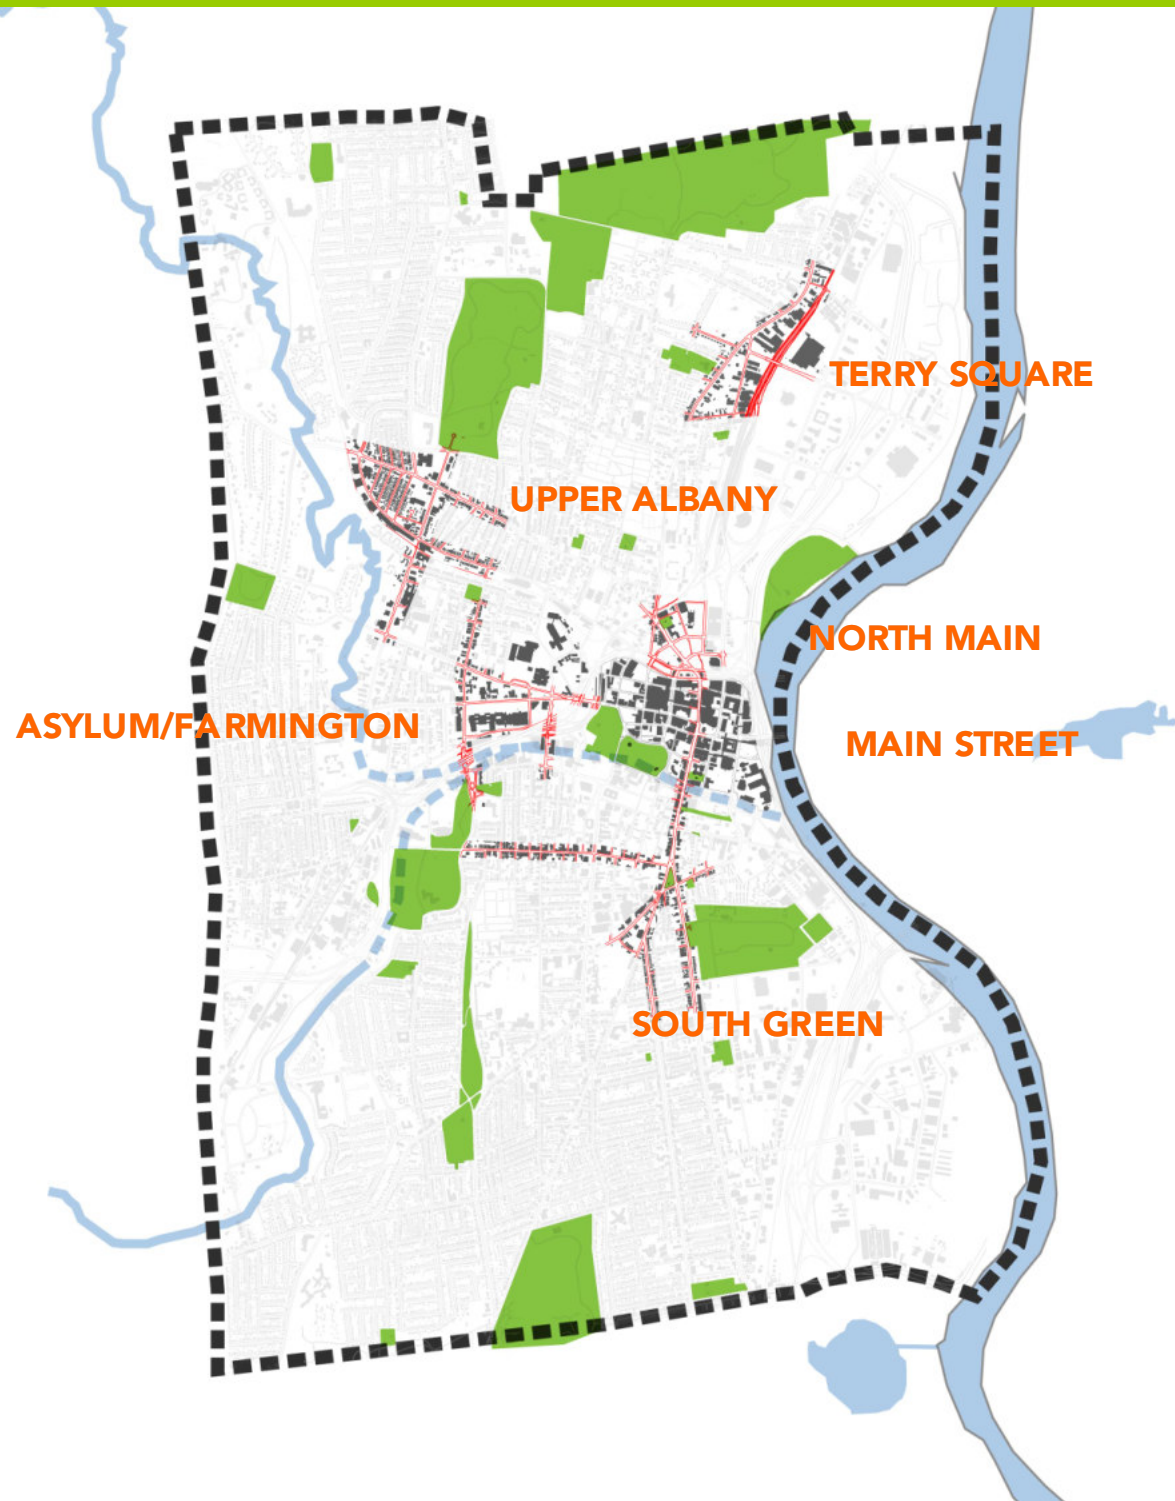 TERRY SQUARE
UPPER ALBANY
NORTH MAIN
ASYLUM/FARMINGTON
MAIN STREET
SOUTH GREEN